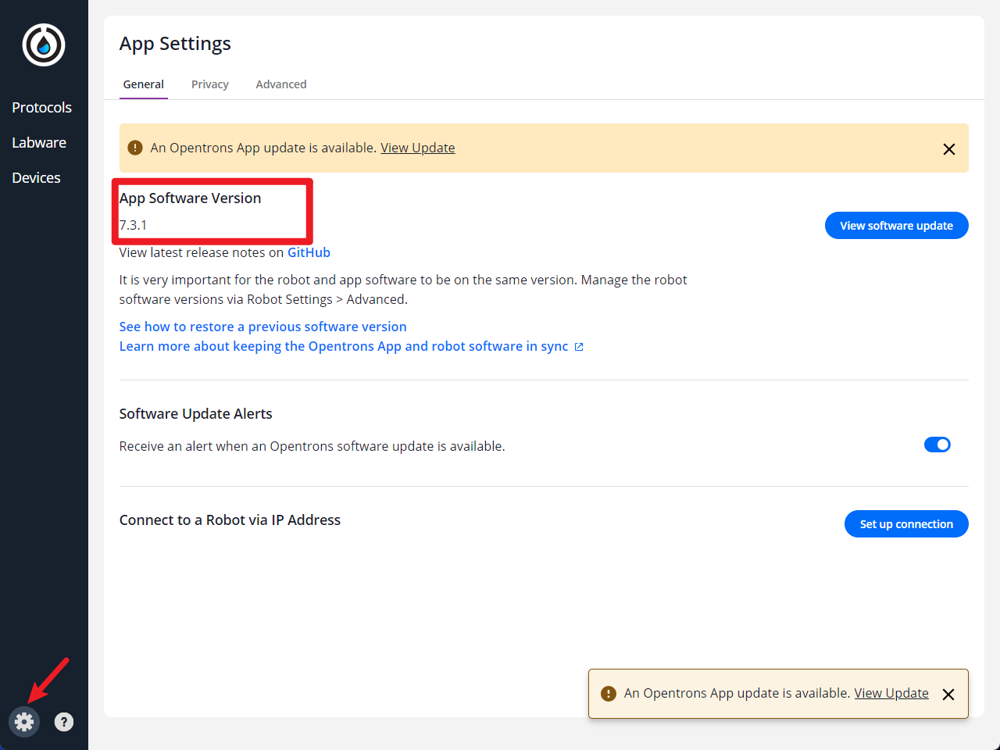 Protocols
Labware
Devices
App Settings
General Privacy Advanced
An Opentrons App update is available. View Update
App Software Version
7.3.1
View software update
View latest release notes on GitHub
It is very important for the robot and app software to be on the same version. Manage the robot
software versions via Robot Settings > Advanced.
See how to restore a previous software version
Learn more about keeping the Opentrons App and robot software in sync
Software Update Alerts
Receive an alert when an Opentrons software update is available.
Connect to a Robot via IP Address
Set up connection
An Opentrons App update is available. View Update